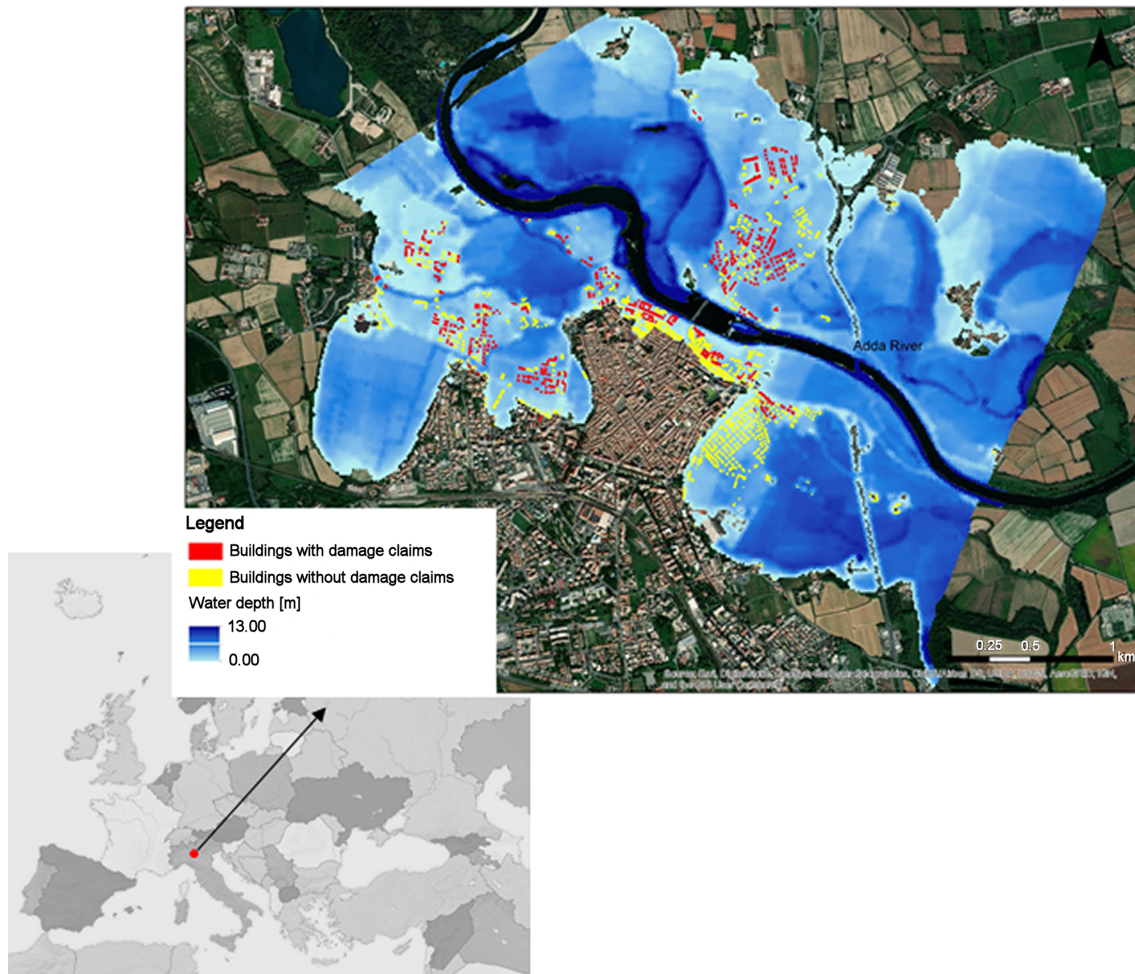 Adda River
Legend
Buildings with damage claims
Buildings without damage claims
Water depth [m]
13.00
0.00
0.25 0.5 1
km